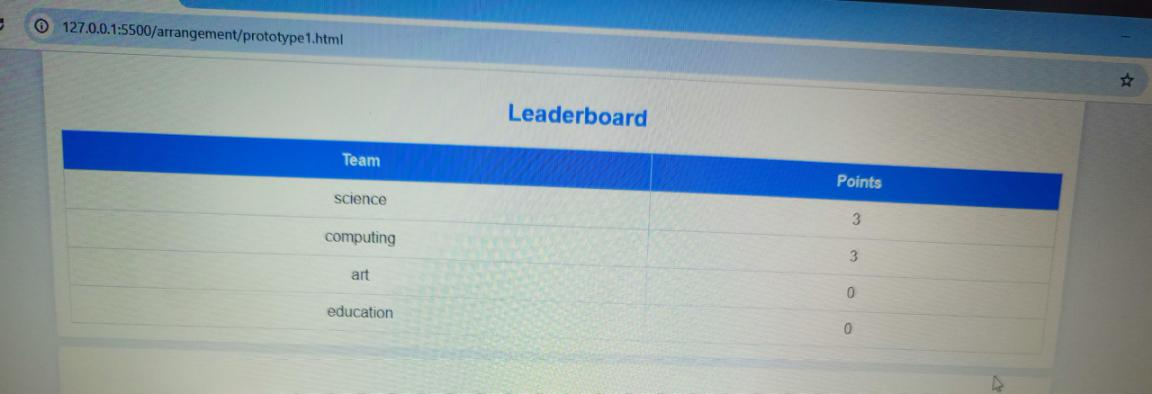 127.0.0.1:5500/arrangement/prototype1.html
Leaderboard
Team Points
science 3
computing 3
art 0
education 0